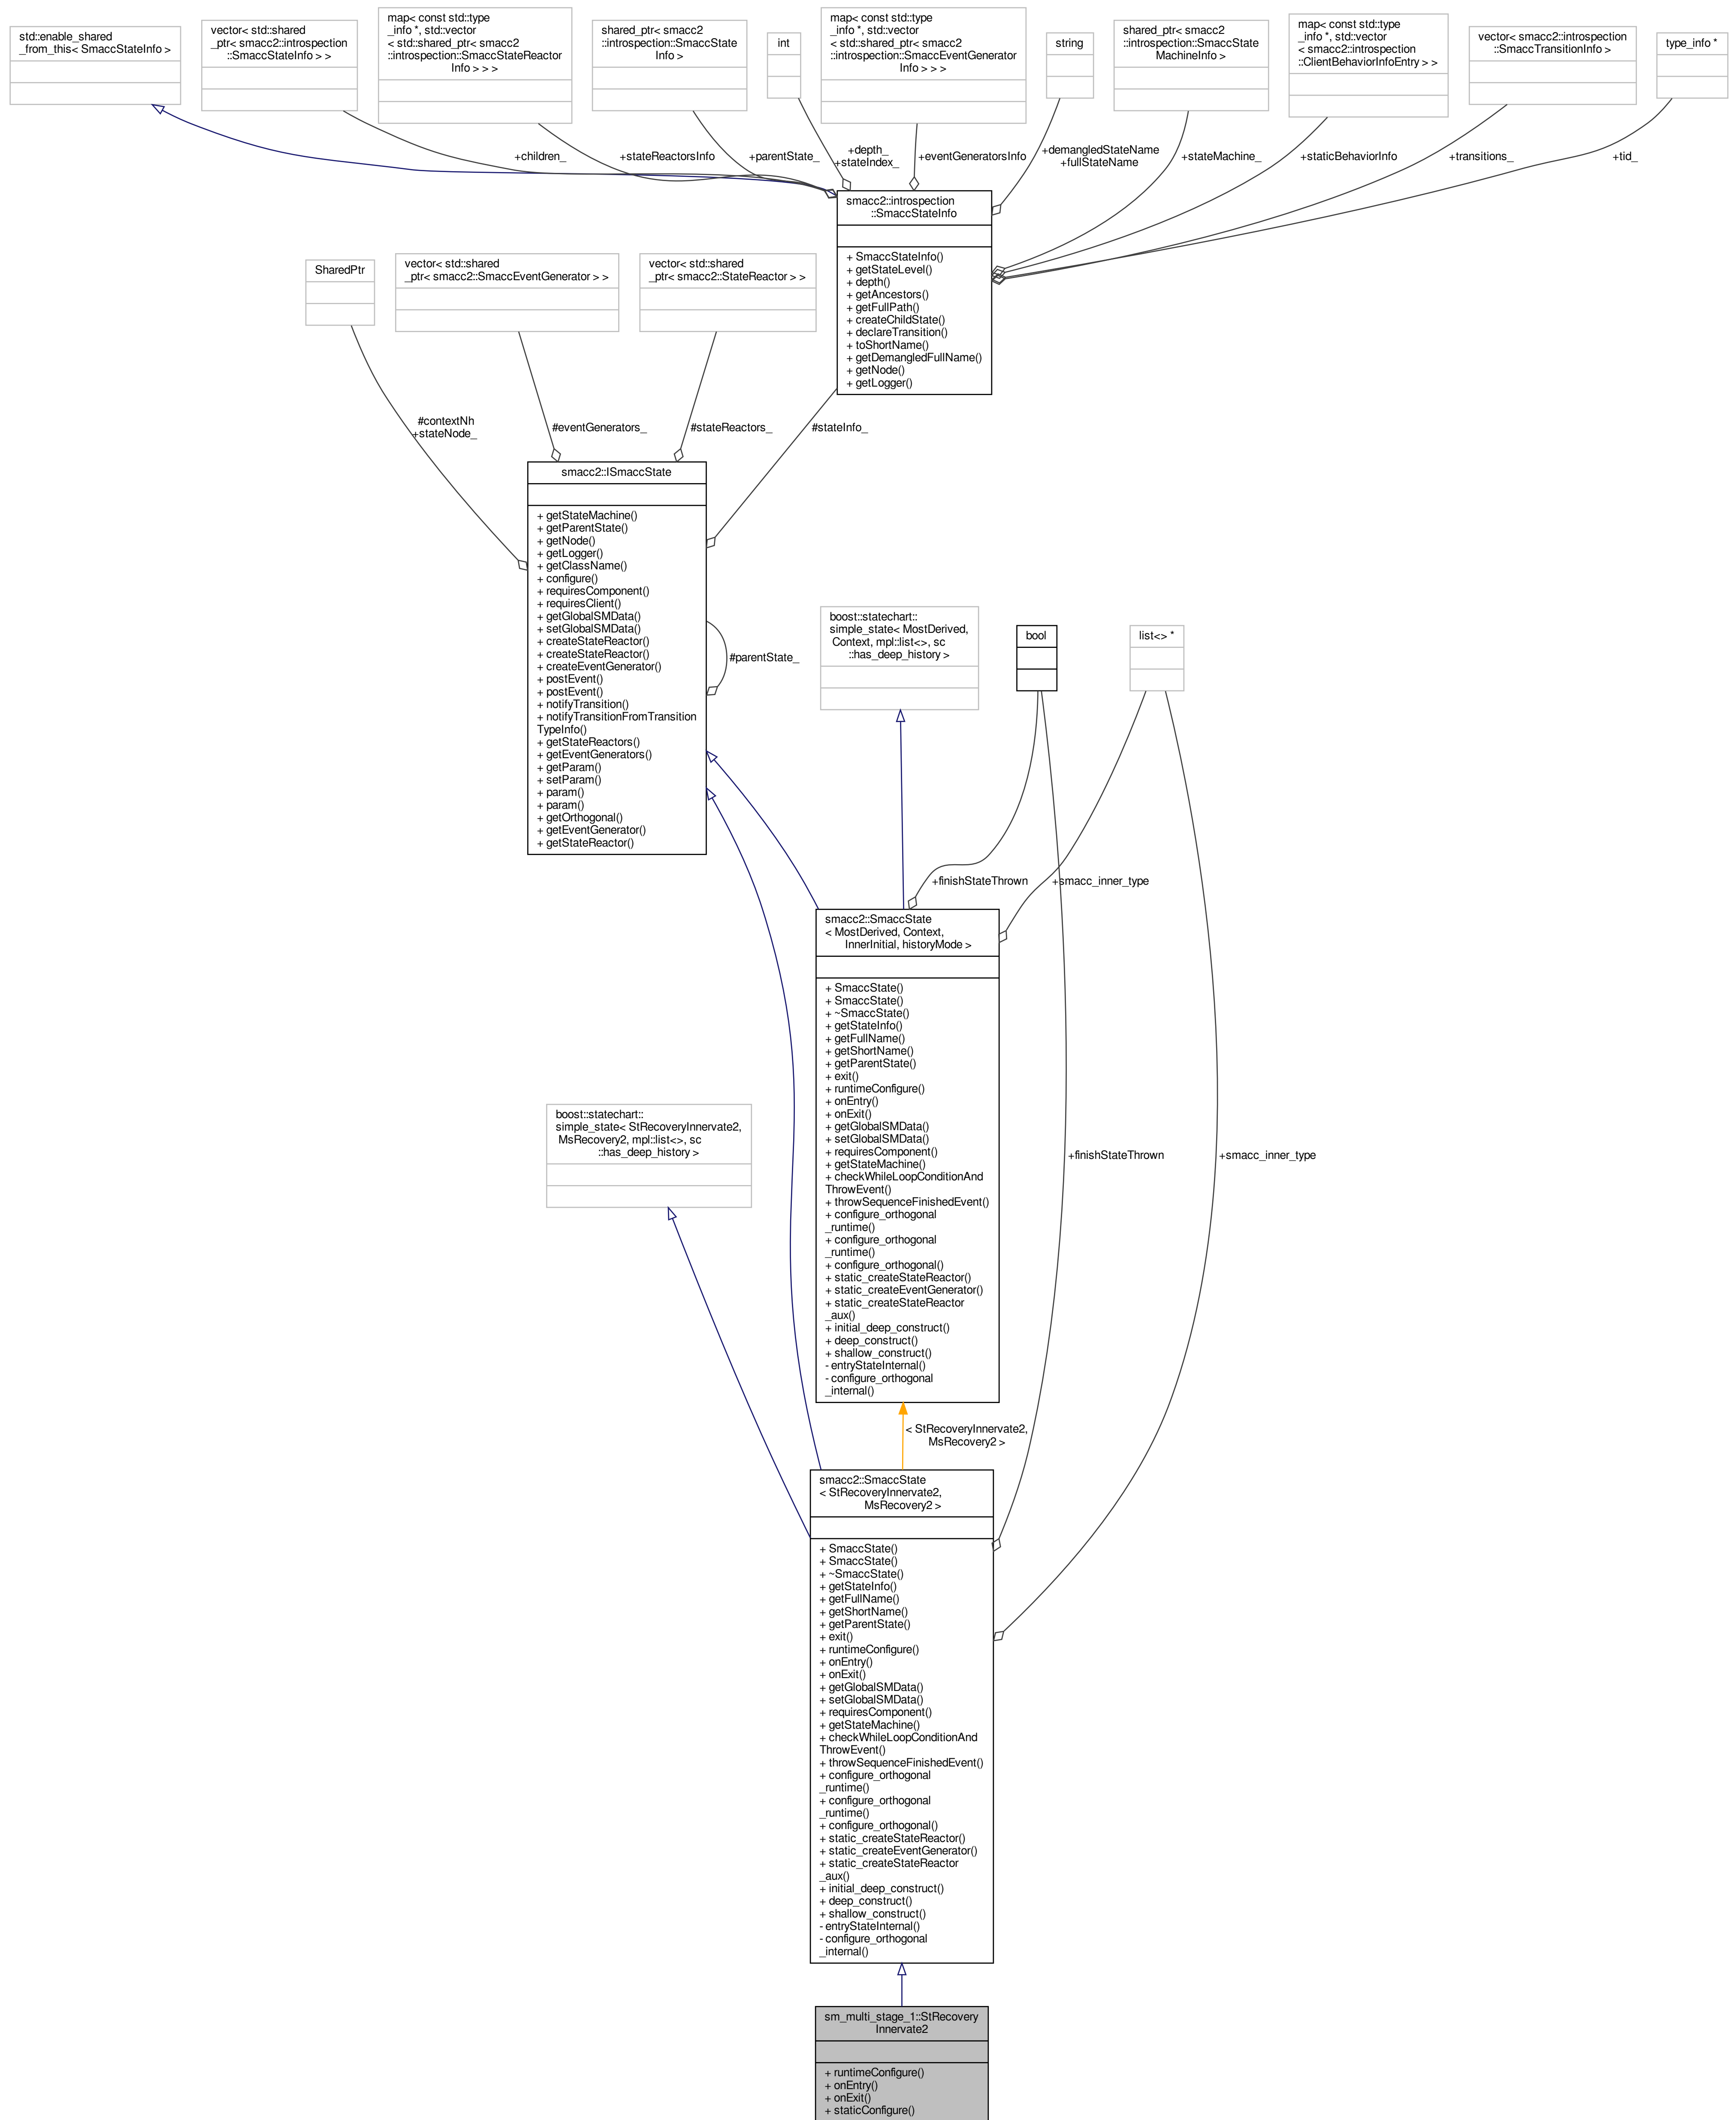 std::enable_shared
_from_this< SmaccStateInfo >
vector< std::shared
_ptr< smacc2::introspection
::SmaccStateInfo > >
map< const std::type
_info *, std::vector
< std::shared_ptr< smacc2
::introspection::SmaccStateReactor
Info > > >
shared_ptr< smacc2
::introspection::SmaccState
Info >
int
map< const std::type
_info *, std::vector
< std::shared_ptr< smacc2
::introspection::SmaccEventGenerator
Info > > >
string
shared_ptr< smacc2
::introspection::SmaccState
MachineInfo >
map< const std::type
_info *, std::vector
< smacc2::introspection
::ClientBehaviorInfoEntry > >
vector< smacc2::introspection
::SmaccTransitionInfo >
type_info *
+children_
+stateReactorsInfo
+parentState_
+depth_
+stateIndex_
+eventGeneratorsInfo
+demangledStateName
+fullStateName
+stateMachine_
+staticBehaviorInfo
+transitions_
+tid_
smacc2::introspection
::SmaccStateInfo
+ SmaccStateInfo()
+ getStateLevel()
+ depth()
+ getAncestors()
+ getFullPath()
+ createChildState()
+ declareTransition()
+ toShortName()
+ getDemangledFullName()
+ getNode()
+ getLogger()
SharedPtr
vector< std::shared
_ptr< smacc2::SmaccEventGenerator > >
vector< std::shared
_ptr< smacc2::StateReactor > >
#contextNh
+stateNode_
#eventGenerators_
#stateReactors_
#stateInfo_
smacc2::ISmaccState
+ getStateMachine()
+ getParentState()
+ getNode()
+ getLogger()
+ getClassName()
+ configure()
+ requiresComponent()
+ requiresClient()
+ getGlobalSMData()
+ setGlobalSMData()
+ createStateReactor()
+ createStateReactor()
+ createEventGenerator()
+ postEvent()
+ postEvent()
+ notifyTransition()
+ notifyTransitionFromTransition
TypeInfo()
+ getStateReactors()
+ getEventGenerators()
+ getParam()
+ setParam()
+ param()
+ param()
+ getOrthogonal()
+ getEventGenerator()
+ getStateReactor()
#parentState_
boost::statechart::
simple_state< MostDerived,
Context, mpl::list<>, sc
::has_deep_history >
bool
list<> *
+finishStateThrown
+smacc_inner_type
smacc2::SmaccState
< MostDerived, Context,
InnerInitial, historyMode >
+ SmaccState()
+ SmaccState()
+ ~SmaccState()
+ getStateInfo()
+ getFullName()
+ getShortName()
+ getParentState()
+ exit()
+ runtimeConfigure()
+ onEntry()
+ onExit()
+ getGlobalSMData()
+ setGlobalSMData()
+ requiresComponent()
+ getStateMachine()
+ checkWhileLoopConditionAnd
ThrowEvent()
+ throwSequenceFinishedEvent()
+ configure_orthogonal
_runtime()
+ configure_orthogonal
_runtime()
+ configure_orthogonal()
+ static_createStateReactor()
+ static_createEventGenerator()
+ static_createStateReactor
_aux()
+ initial_deep_construct()
+ deep_construct()
+ shallow_construct()
- entryStateInternal()
- configure_orthogonal
_internal()
boost::statechart::
simple_state< StRecoveryInnervate2,
MsRecovery2, mpl::list<>, sc
::has_deep_history >
+finishStateThrown
+smacc_inner_type
< StRecoveryInnervate2,
MsRecovery2 >
smacc2::SmaccState
< StRecoveryInnervate2,
MsRecovery2 >
+ SmaccState()
+ SmaccState()
+ ~SmaccState()
+ getStateInfo()
+ getFullName()
+ getShortName()
+ getParentState()
+ exit()
+ runtimeConfigure()
+ onEntry()
+ onExit()
+ getGlobalSMData()
+ setGlobalSMData()
+ requiresComponent()
+ getStateMachine()
+ checkWhileLoopConditionAnd
ThrowEvent()
+ throwSequenceFinishedEvent()
+ configure_orthogonal
_runtime()
+ configure_orthogonal
_runtime()
+ configure_orthogonal()
+ static_createStateReactor()
+ static_createEventGenerator()
+ static_createStateReactor
_aux()
+ initial_deep_construct()
+ deep_construct()
+ shallow_construct()
- entryStateInternal()
- configure_orthogonal
_internal()
sm_multi_stage_1::StRecovery
Innervate2
+ runtimeConfigure()
+ onEntry()
+ onExit()
+ staticConfigure()